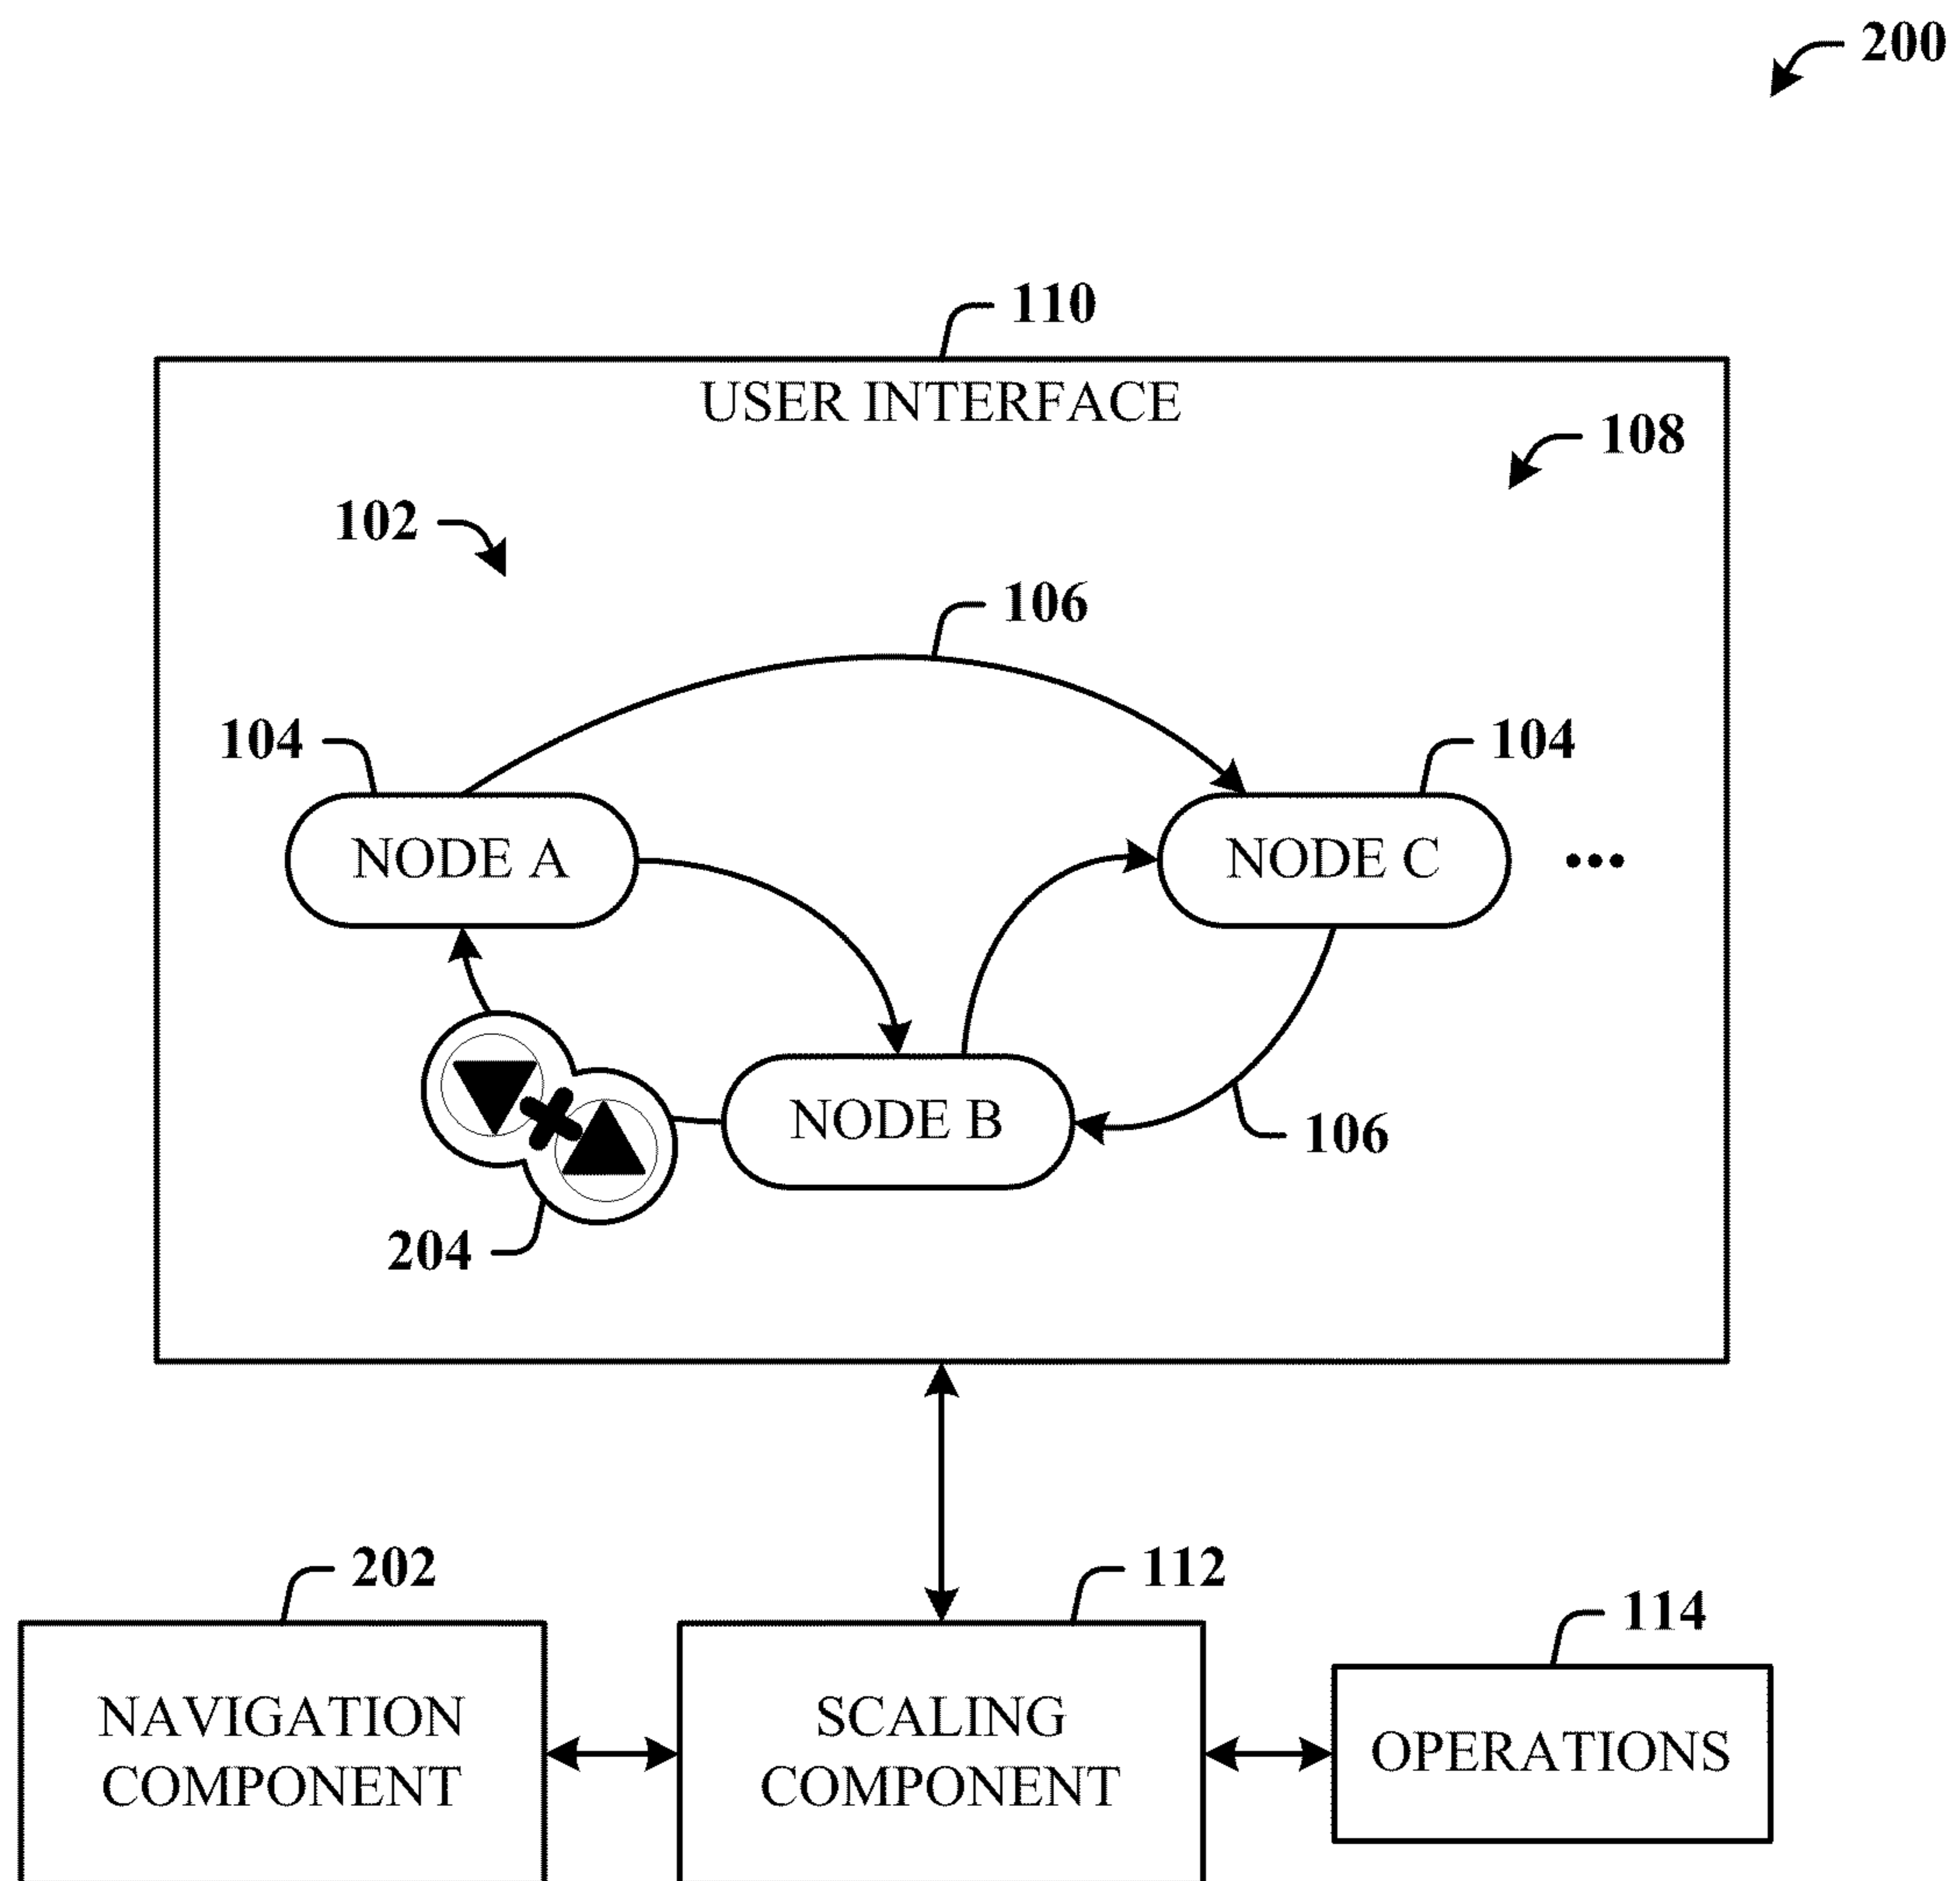 200
110
USER INTERFACE
108
102
106
104
104
NODE A
NODE C
•••
NODE B
106
204
202
112
114
NAVIGATION
COMPONENT
SCALING
COMPONENT
OPERATIONS